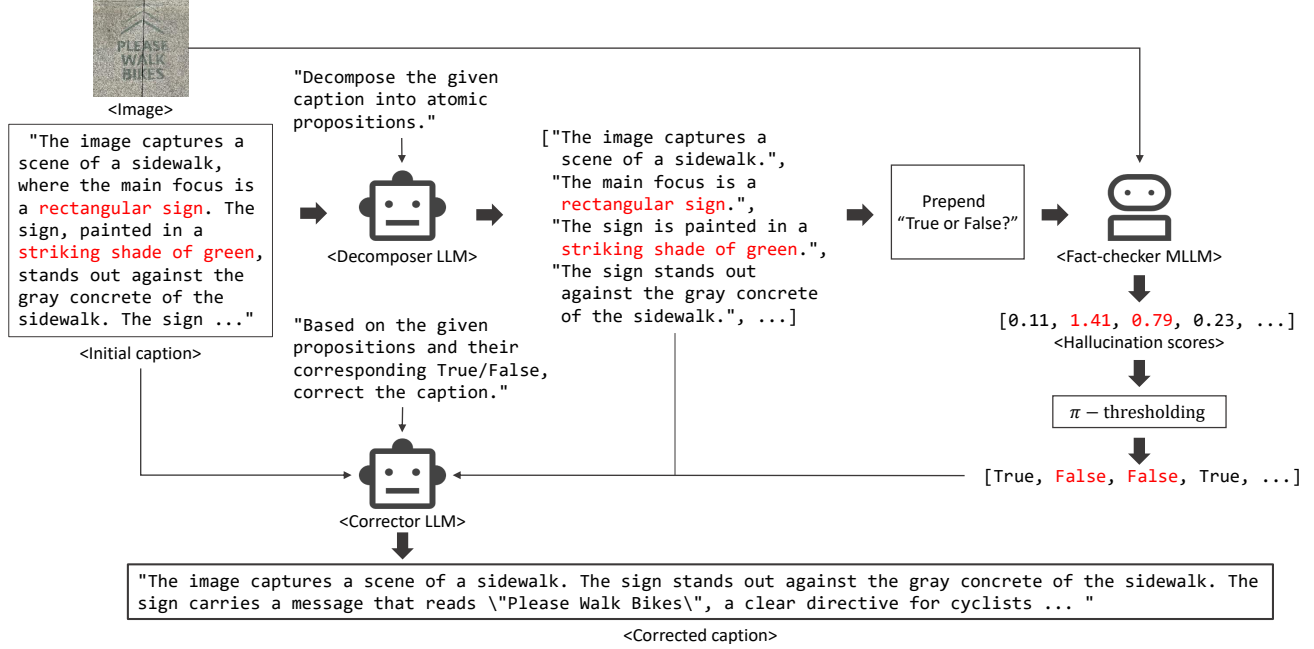 PLEASE
WALK
BIKES
<Image>
"The image captures a
scene of a sidewalk,
where the main focus is
a rectangular sign. The
sign, painted in a
striking shade of green,
stands out against the
gray concrete of the
sidewalk. The sign ..."
<Initial caption>
"Decompose the given
caption into atomic
propositions."
<Decomposer LLM>
["The image captures a
scene of a sidewalk.",
"The main focus is a
rectangular sign.",
"The sign is painted in a
striking shade of green.",
"The sign stands out
against the gray concrete
of the sidewalk.", ...]
Prepend
“True or False?”
<Fact-checker MLLM>
[0.11, 1.41, 0.79, 0.23, ...]
<Hallucination scores>
π − thresholding
[True, False, False, True, ...]
"Based on the given
propositions and their
corresponding True/False,
correct the caption."
<Corrector LLM>
"The image captures a scene of a sidewalk. The sign stands out against the gray concrete of the sidewalk. The
sign carries a message that reads \"Please Walk Bikes\", a clear directive for cyclists ... "
<Corrected caption>